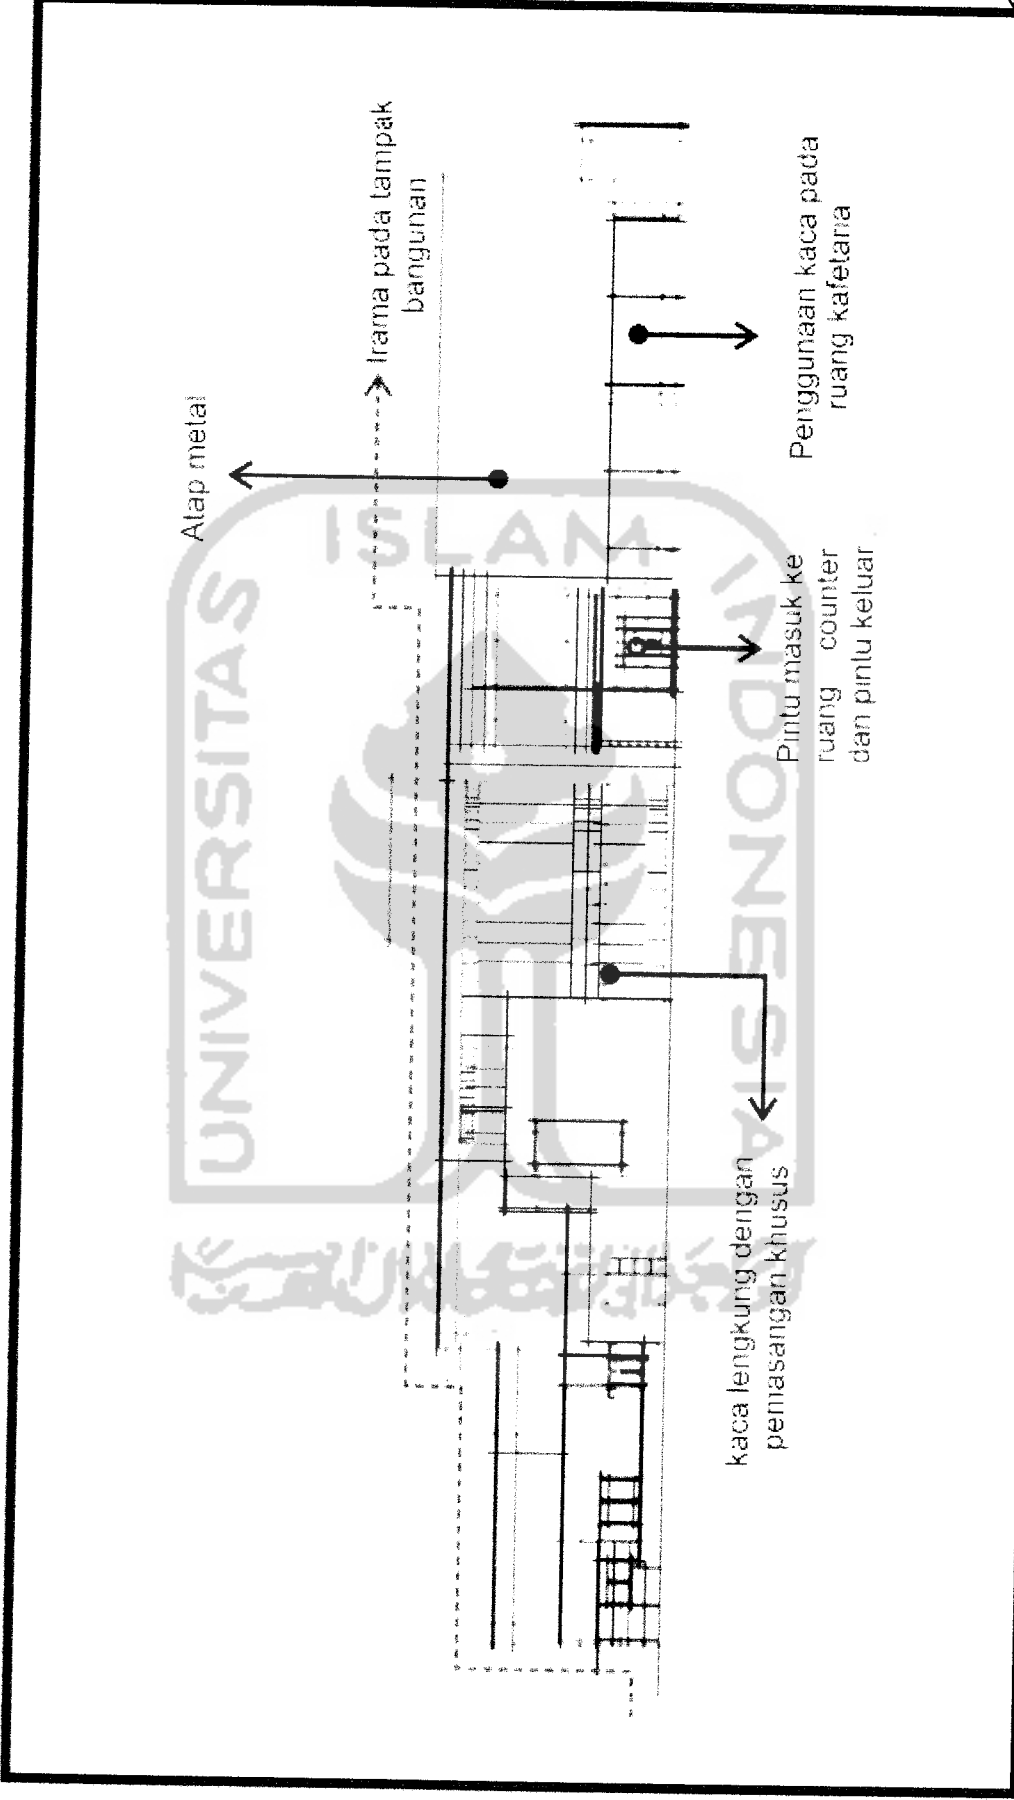 Atap metal
Irama pada tampak
bangunan
kaca lengkung dengan
pemasangan khusus
Pintu masuk ke
ruang counter
dan pintu keluar
Penggunaan kaca pada
ruang kafetaria
UNIVERSITAS
ISLAM
INDONESIA